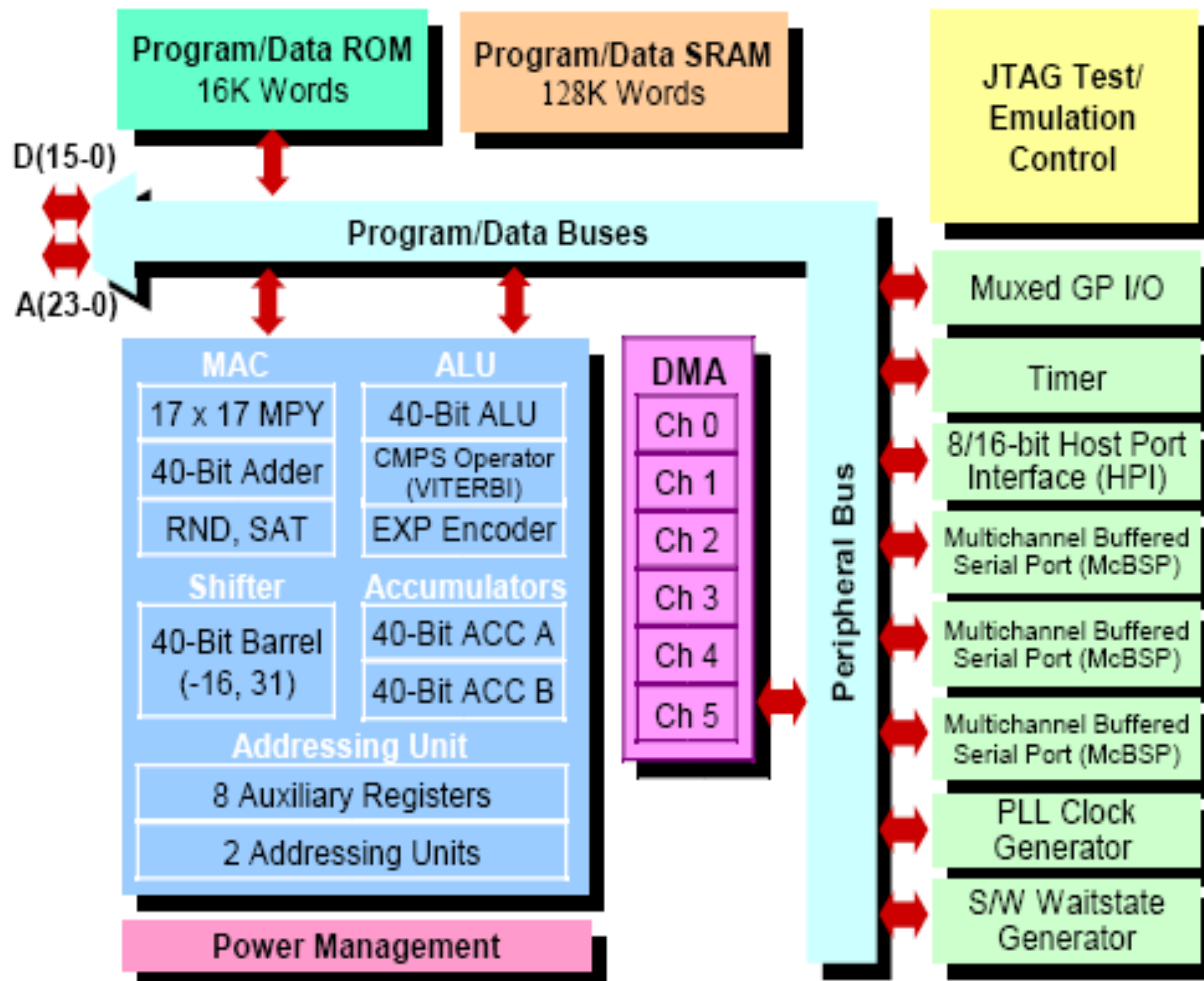 Program/Data ROM
16K Words
Program/Data SRAM
128K Words
JTAG Test/
Emulation
Control
D(15-0)
A(23-0)
Program/Data Buses
MAC
17 x 17 MPY
40-Bit Adder
RND, SAT
ALU
40-Bit ALU
CMPS Operator
(VITERBI)
EXP Encoder
Shifter
40-Bit Barrel
(-16, 31)
Accumulators
40-Bit ACC A
40-Bit ACC B
Addressing Unit
8 Auxiliary Registers
2 Addressing Units
Power Management
DMA
Ch 0
Ch 1
Ch 2
Ch 3
Ch 4
Ch 5
Peripheral Bus
Muxed GP I/O
Timer
8/16-bit Host Port
Interface (HPI)
Multichannel Buffered
Serial Port (McBSP)
Multichannel Buffered
Serial Port (McBSP)
Multichannel Buffered
Serial Port (McBSP)
PLL Clock
Generator
S/W Waitstate
Generator